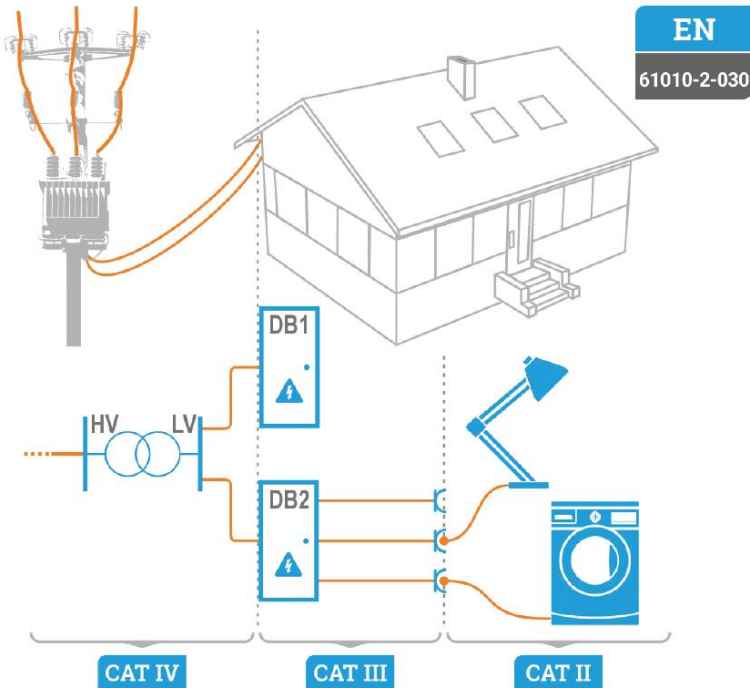 EN
61010-2-030
DB1
HV LV
DB2
CAT IV CAT III CAT II